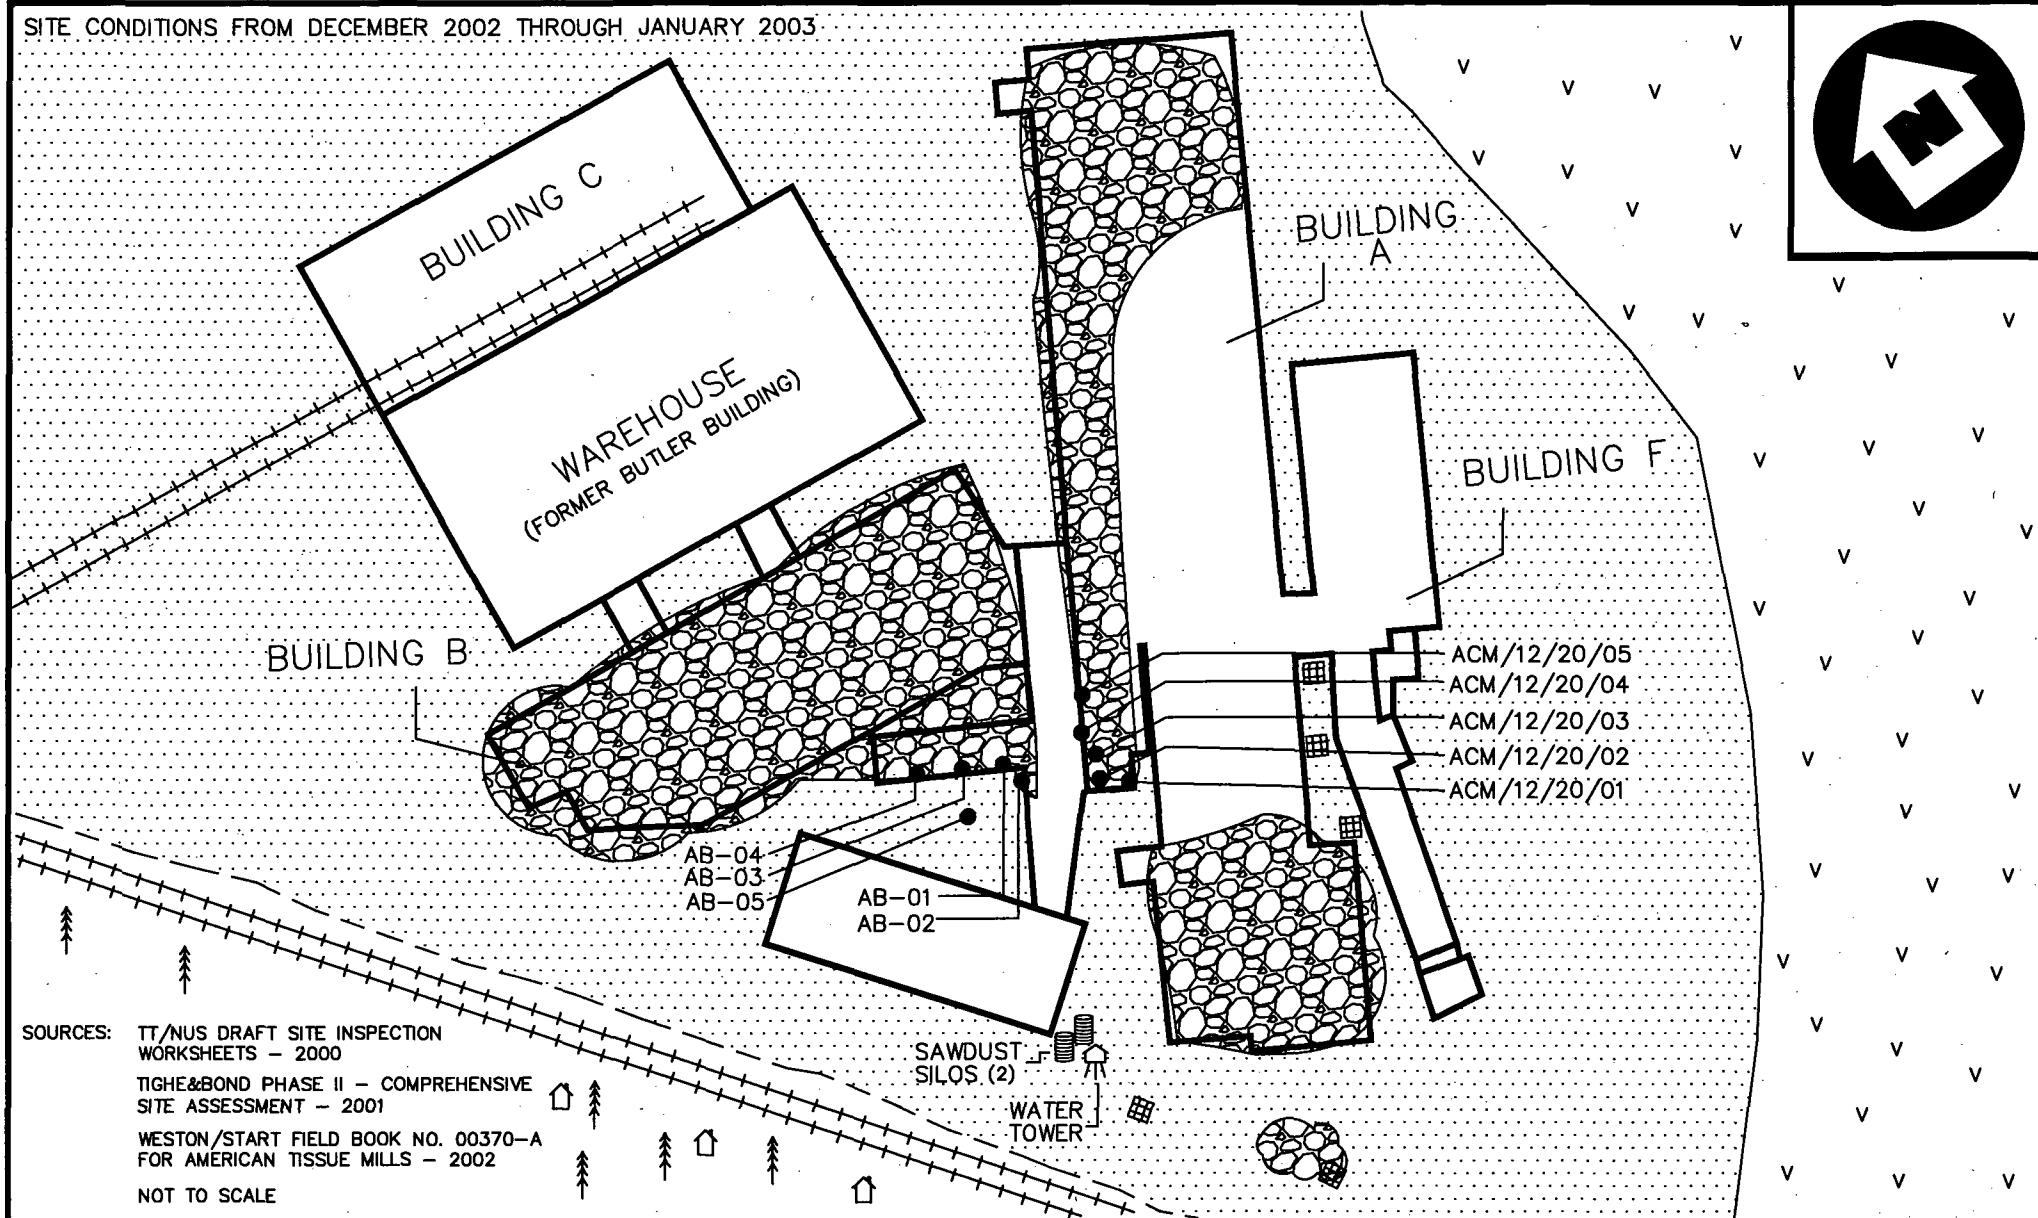 SITE CONDITIONS FROM DECEMBER 2002 THROUGH JANUARY 2003
N
BUILDING C
BUILDING
A
WAREHOUSE
(FORMER BUTLER BUILDING)
BUILDING F
BUILDING B
ACM/12/20/05
ACM/12/20/04
ACM/12/20/03
ACM/12/20/02
ACM/12/20/01
AB-04
AB-03
AB-05
AB-01
AB-02
SAWDUST
SILOS (2)
WATER
TOWER
SOURCES: TT/NUS DRAFT SITE INSPECTION
WORKSHEETS - 2000
TIGHE&BOND PHASE II - COMPREHENSIVE
SITE ASSESSMENT - 2001
WESTON/START FIELD BOOK NO. 00370-A
FOR AMERICAN TISSUE MILLS - 2002
NOT TO SCALE